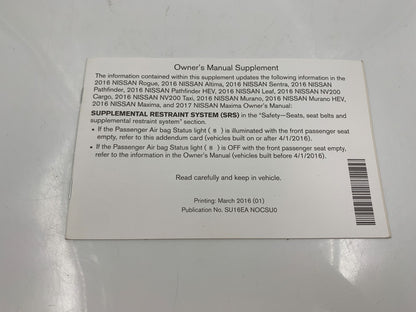 Owner's Manual Supplement
The information contained within this supplement updates the following information in the
2016 NISSAN Rogue, 2016 NISSAN Altima, 2016 NISSAN Sentra, 2016 NISSAN
Pathfinder, 2016 NISSAN Pathfinder HEV, 2016 NISSAN Leaf, 2016 NISSAN NV200
Cargo, 2016 NISSAN NV200 Taxi, 2016 NISSAN Murano, 2016 NISSAN Murano HEV,
2016 NISSAN Maxima, and 2017 NISSAN Maxima Owner's Manual:
SUPPLEMENTAL RESTRAINT SYSTEM (SRS) in the "Safety—Seats, seat belts and
supplemental restraint system" section.
• If the Passenger Air bag Status light ( ) is illuminated with the front passenger seat
empty, refer to this addendum card (vehicles built on or after 4/1/2016).
• If the Passenger Air bag Status light ( ) is OFF with the front passenger seat empty,
refer to the information in the Owner's Manual (vehicles built before 4/1/2016).
Read carefully and keep in vehicle.
Printing: March 2016 (01)
Publication No. SU16EA NOCSU0